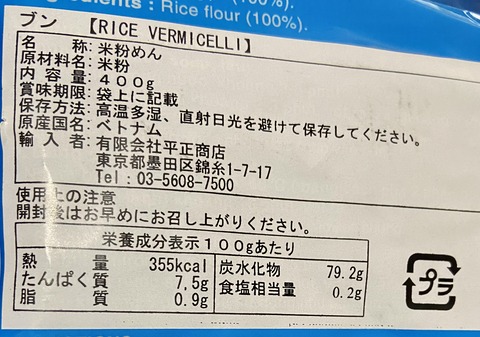 Ingredients : Rice flour (100%).
ブン 【RICE VERMICELLI】
名称: 米粉めん
原材料名: 米粉
内容量: 400g
賞味期限: 袋上に記載
保存方法: 高温多湿、直射日光を避けて保存してください。
原産国名: ベトナム
輸入者: 有限会社平正商店
東京都墨田区錦糸1-7-17
Tel : 03-5608-7500
使用上の注意
開封後はお早めにお召し上がりください。
栄養成分表示100gあたり
熱量 355kcal 炭水化物 79.2g
たんぱく質 7.5g 食塩相当量 0.2g
脂質 0.9g
プラ